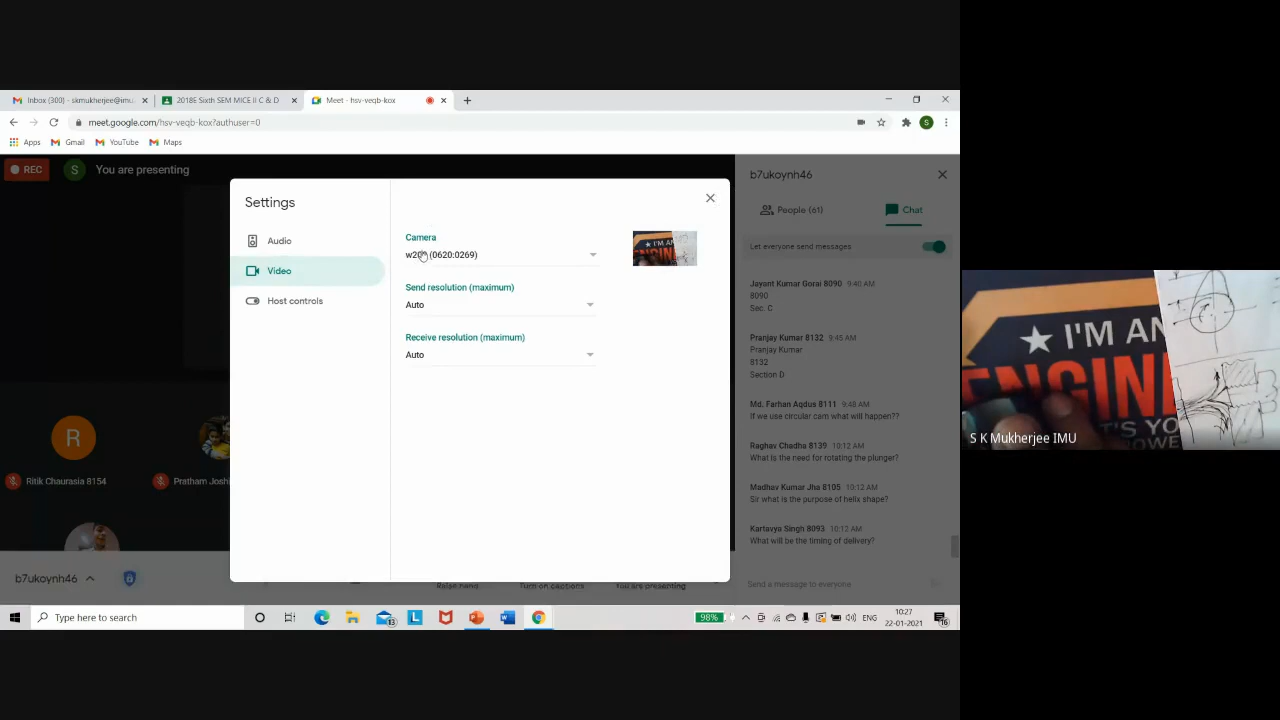 Inbox (300) - skmukherjee@imu
2018E Sixth SEM MICE II C & D
Meet - hsv-veqb-kox
meet.google.com/hsv-veqb-kox?authuser=0
Apps
Gmail
YouTube
Maps
REC
S
You are presenting
b7ukoynh46
People (61)
Chat
Let everyone send messages
Settings
Audio
Video
Host controls
Camera
(0620:0269)
Send resolution (maximum)
Auto
Receive resolution (maximum)
Auto
Jayent Kumar Gorai 8090 9:40 AM
8090
Sec. C
Pranjay Kumar 8132 9:45 AM
Pranjay Kumar
8132
Section D
Md. Farhan Aqdus 8111 9:48 AM
If we use circular cam what will happen??
Raghav Chadha 8139 10:12 AM
What is the need for rotating the plunger?
Madhav Kumar Jha 8105 10:12 AM
Sir what is the purpose of helix shape?
Kartavya Singh 8093 10:12 AM
What will be the timing of delivery?
Send a message to everyone
R
Ritik Chaurasia 8154
Pratham Joshi
b7ukoynh46
Raise hand
Turn on captions
You are presenting
Type here to search
13
98%
ENG
10:27
22-01-2021
16
I'M AN
ENGIN
IT'S YO
POWE
S K Mukherjee IMU